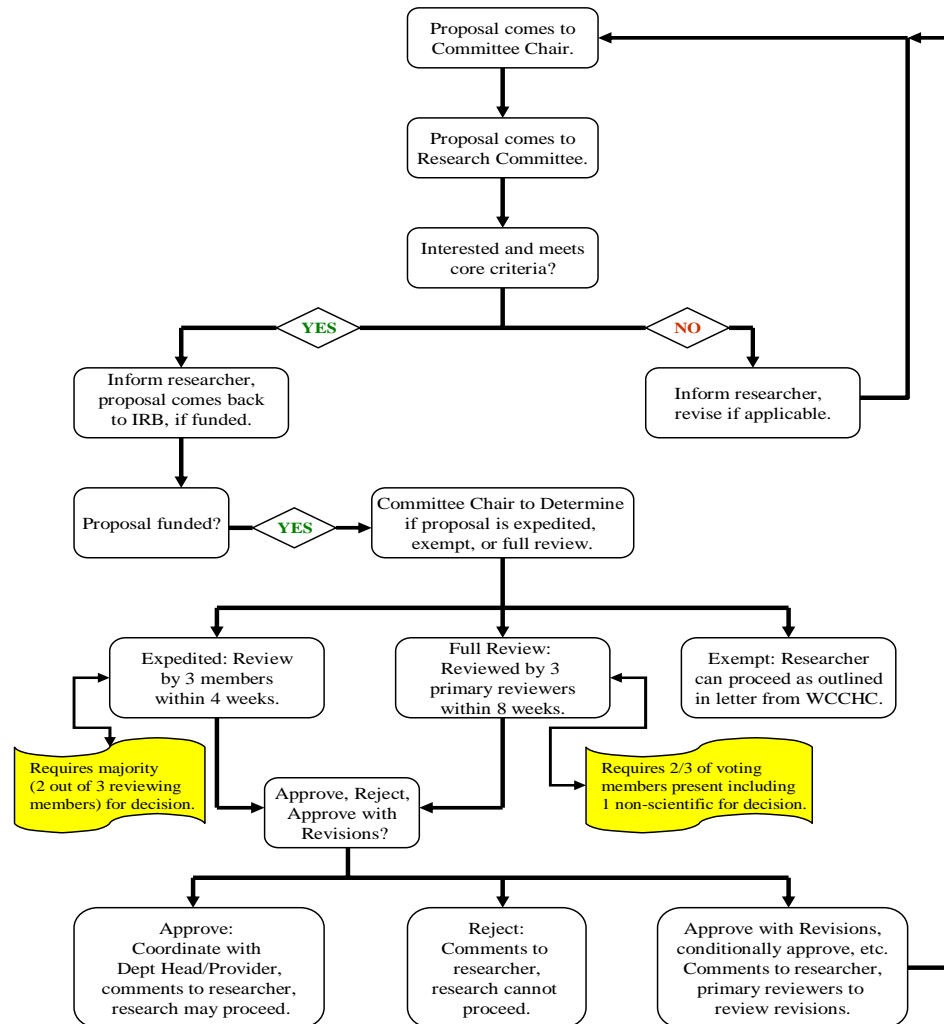 Proposal comes to
Committee Chair.
Proposal comes to
Research Committee.
Interested and meets
core criteria?
YES
NO
Inform researcher,
proposal comes back
to IRB, if funded.
Inform researcher,
revise if applicable.
Proposal funded?
YES
Committee Chair to Determine
if proposal is expedited,
exempt, or full review.
Expedited: Review
by 3 members
within 4 weeks.
Full Review:
Reviewed by 3
primary reviewers
within 8 weeks.
Exempt: Researcher
can proceed as outlined
in letter from WCCHC.
Requires majority
(2 out of 3 reviewing
members) for decision.
Approve, Reject,
Approve with
Revisions?
Requires 2/3 of voting
members present including
1 non-scientific for decision.
Approve:
Coordinate with
Dept Head/Provider,
comments to researcher,
research may proceed.
Reject:
Comments to
researcher,
research cannot
proceed.
Approve with Revisions,
conditionally approve, etc.
Comments to researcher,
primary reviewers to
review revisions.